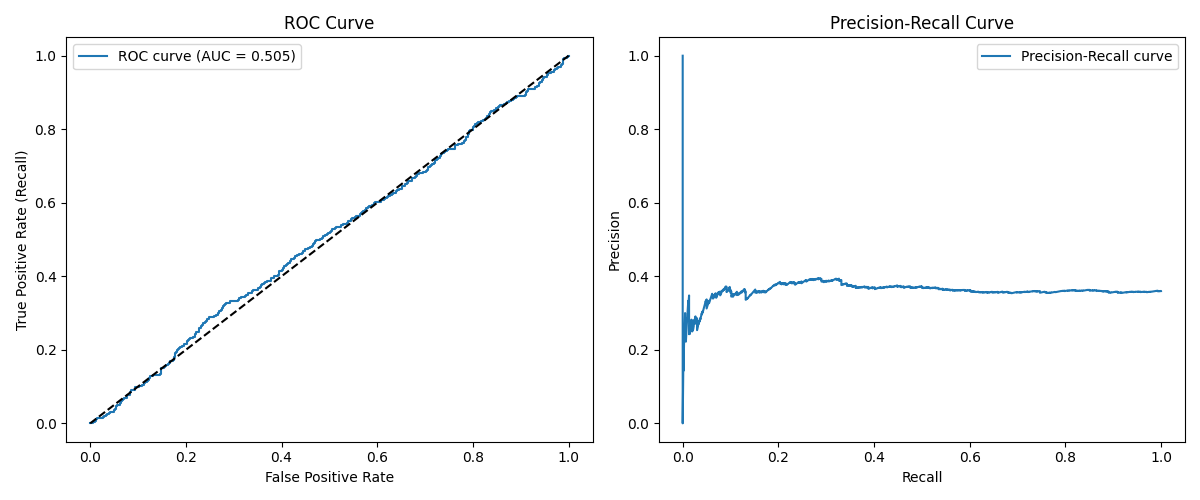 ROC Curve
ROC curve (AUC = 0.505)
1.0
0.8
0.6
0.4
0.2
0.0
True Positive Rate (Recall)
0.0 0.2 0.4 0.6 0.8 1.0
False Positive Rate
Precision-Recall Curve
Precision-Recall curve
1.0
0.8
0.6
0.4
0.2
0.0
Precision
0.0 0.2 0.4 0.6 0.8 1.0
Recall